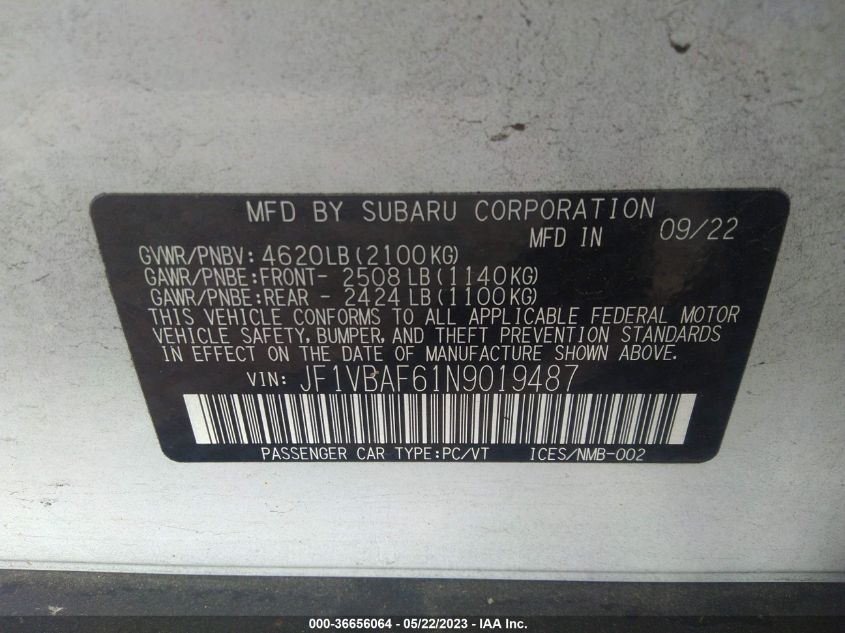 MFD BY SUBARU CORPORATION
MFD IN 09/22
GVWR/PNBV: 4620LB(2100KG)
GAWR/PNBE:FRONT- 2508 LB(1140KG)
GAWR/PNBE:REAR - 2424 LB(1100KG)
THIS VEHICLE CONFORMS TO ALL APPLICABLE FEDERAL MOTOR
VEHICLE SAFETY, BUMPER, AND THEFT PREVENTION STANDARDS
IN EFFECT ON THE DATE OF MANUFACTURE SHOWN ABOVE.
VIN: JF1VBAF61N9019487
PASSENGER CAR TYPE:PC/VT ICES/NMB-002
000-36656064 - 05/22/2023 - IAA Inc.